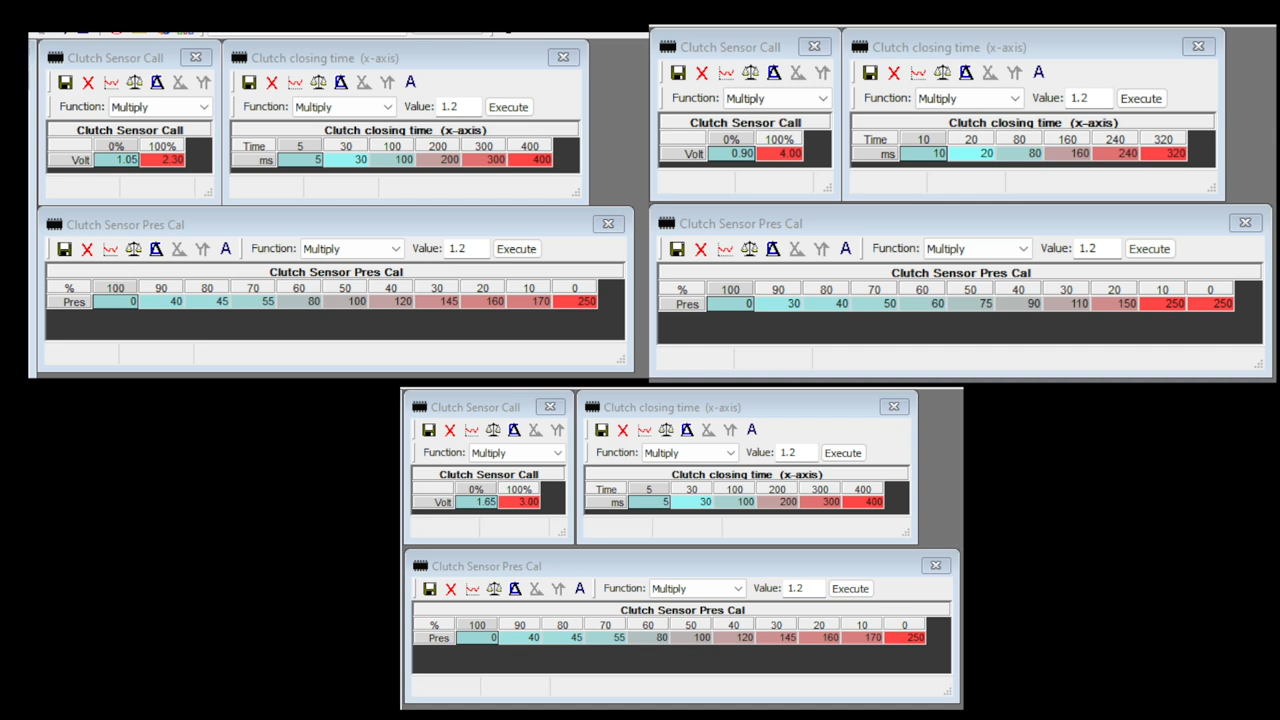 Clutch Sensor Call
Clutch closing time (x-axis)
A
Function: Multiply
Function: Multiply Value: 1.2 Execute
Clutch Sensor Call
Clutch closing time (x-axis)
0% 100%
Time 5 30 100 200 300 400
Volt 1.05 2.30
ms 5 30 100 200 300 400
Clutch Sensor Pres Cal
A Function: Multiply Value: 1.2 Execute
Clutch Sensor Pres Cal
% 100 90 80 70 60 50 40 30 20 10 0
Pres 0 40 45 55 80 100 120 145 160 170 250
Clutch Sensor Call
Clutch closing time (x-axis)
A
Function: Multiply
Function: Multiply Value: 1.2 Execute
Clutch Sensor Call
Clutch closing time (x-axis)
0% 100%
Time 10 20 80 160 240 320
Volt 0.90 4.00
ms 10 20 80 160 240 320
Clutch Sensor Pres Cal
A Function: Multiply Value: 1.2 Execute
Clutch Sensor Pres Cal
% 100 90 80 70 60 50 40 30 20 10 0
Pres 0 30 40 50 60 75 90 110 150 250 250
Clutch Sensor Call
Clutch closing time (x-axis)
A
Function: Multiply
Function: Multiply Value: 1.2 Execute
Clutch Sensor Call
Clutch closing time (x-axis)
0% 100%
Time 5 30 100 200 300 400
Volt 1.65 3.00
ms 5 30 100 200 300 400
Clutch Sensor Pres Cal
A Function: Multiply Value: 1.2 Execute
Clutch Sensor Pres Cal
% 100 90 80 70 60 50 40 30 20 10 0
Pres 0 40 45 55 80 100 120 145 160 170 250